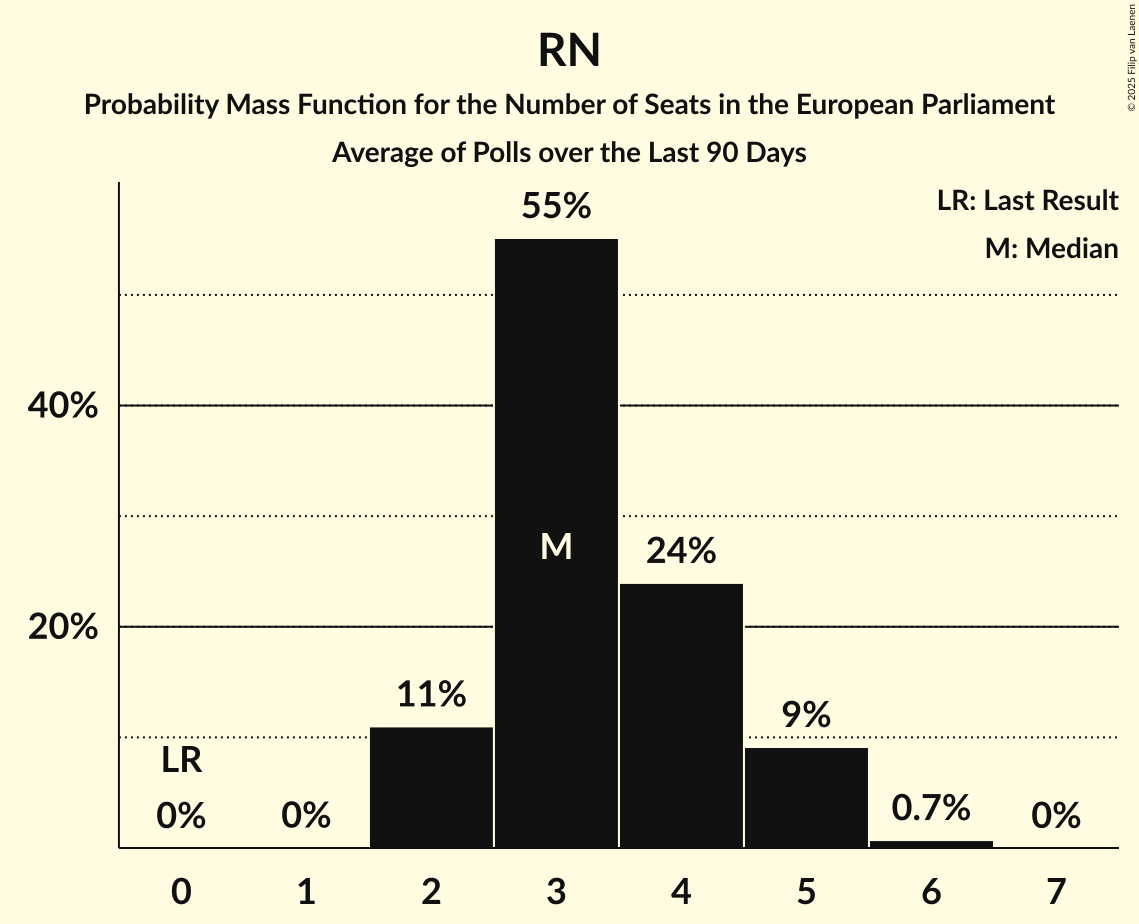 RN
Probability Mass Function for the Number of Seats in the European Parliament
Average of Polls over the Last 90 Days
© 2025 Filip van Laenen
LR: Last Result
M: Median
55%
40%
M
24%
20%
11%
9%
LR
0%
0%
0.7%
0%
0 1 2 3 4 5 6 7